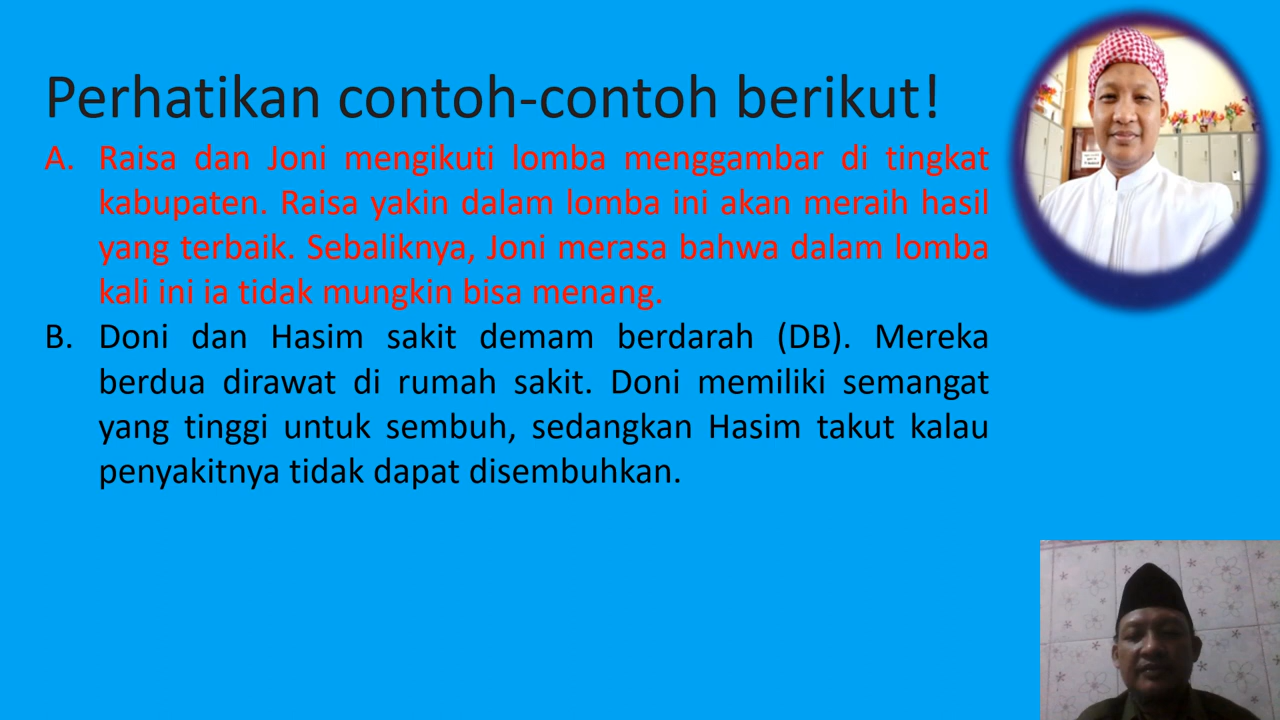 Perhatikan contoh-contoh berikut!
A. Raisa dan Joni mengikuti lomba menggambar di tingkat
kabupaten. Raisa yakin dalam lomba ini akan meraih hasil
yang terbaik. Sebaliknya, Joni merasa bahwa dalam lomba
kali ini ia tidak mungkin bisa menang.
B. Doni dan Hasim sakit demam berdarah (DB). Mereka
berdua dirawat di rumah sakit. Doni memiliki semangat
yang tinggi untuk sembuh, sedangkan Hasim takut kalau
penyakitnya tidak dapat disembuhkan.